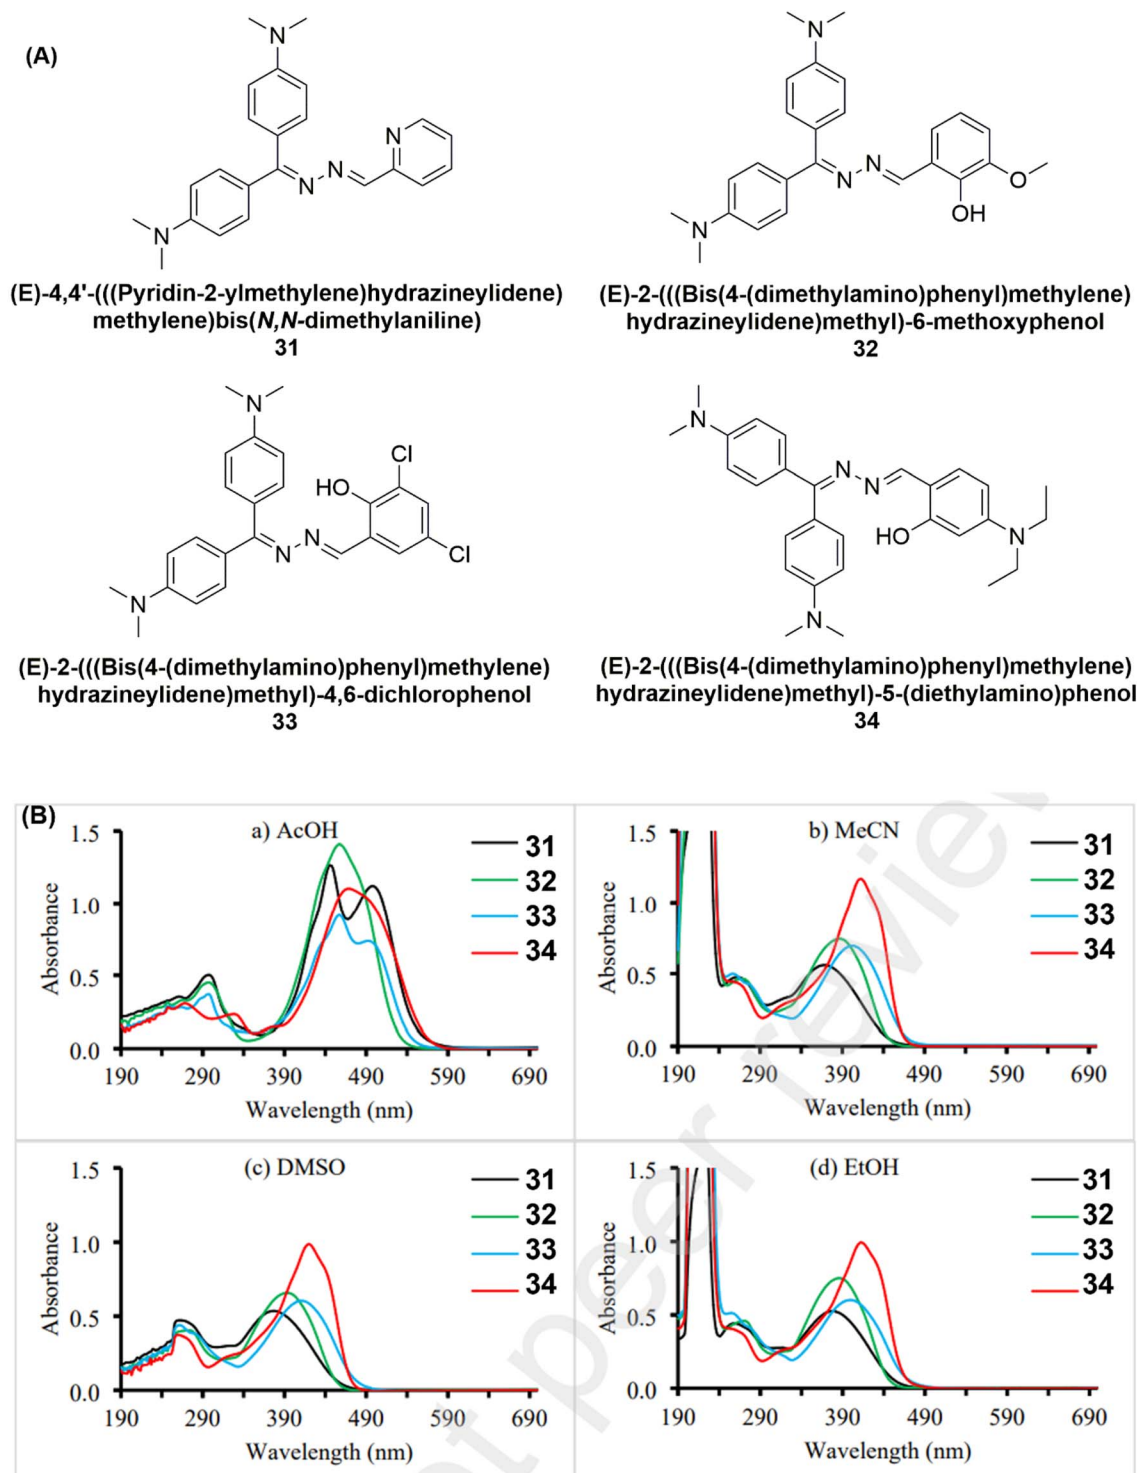 (A)
N
N
N
N
N
(E)-4,4'-(((Pyridin-2-ylmethylene)hydrazineylidene)
methylene)bis(N,N-dimethylaniline)
31
N
N
N
N
O
OH
(E)-2-(((Bis(4-(dimethylamino)phenyl)methylene)
hydrazineylidene)methyl)-6-methoxyphenol
32
N
Cl
HO
N
N
Cl
N
(E)-2-(((Bis(4-(dimethylamino)phenyl)methylene)
hydrazineylidene)methyl)-4,6-dichlorophenol
33
N
N
N
HO
N
N
(E)-2-(((Bis(4-(dimethylamino)phenyl)methylene)
hydrazineylidene)methyl)-5-(diethylamino)phenol
34
(B)
a) AcOH
1.5
1.0
0.5
0.0
Absorbance
190 290 390 490 590 690
Wavelength (nm)
31
32
33
34
b) MeCN
1.5
1.0
0.5
0.0
Absorbance
190 290 390 490 590 690
Wavelength (nm)
31
32
33
34
(c) DMSO
1.5
1.0
0.5
0.0
Absorbance
190 290 390 490 590 690
Wavelength (nm)
31
32
33
34
(d) EtOH
1.5
1.0
0.5
0.0
Absorbance
190 290 390 490 590 690
Wavelength (nm)
31
32
33
34
ot peer review